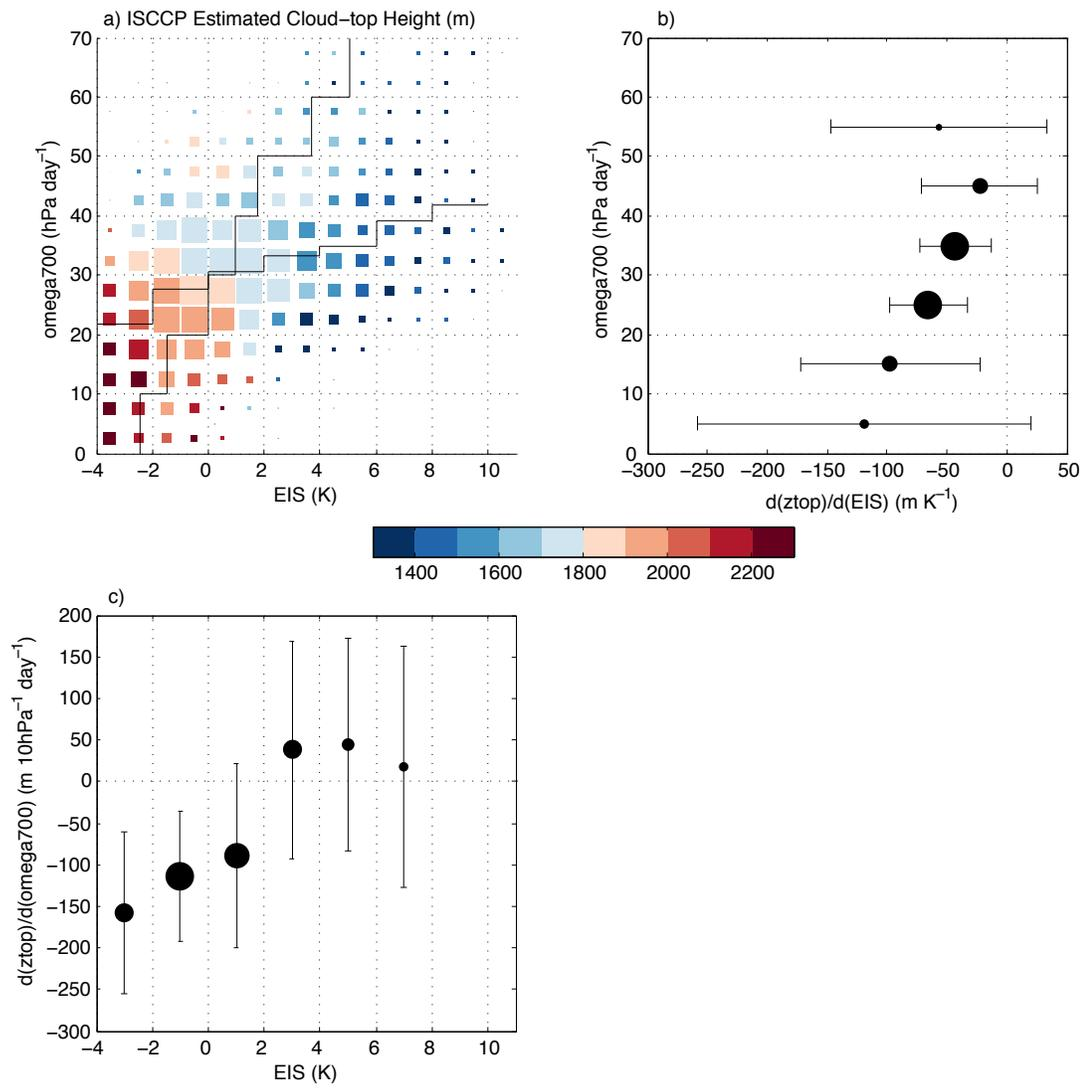 a) ISCCP Estimated Cloud−top Height (m)
b)
70
60
50
40
30
20
10
0
omega700 (hPa day⁻¹)
−4 −2 0 2 4 6 8 10
EIS (K)
70
60
50
40
30
20
10
0
omega700 (hPa day⁻¹)
−300 −250 −200 −150 −100 −50 0 50
d(ztop)/d(EIS) (m K⁻¹)
1400 1600 1800 2000 2200
c)
200
150
100
50
0
−50
−100
−150
−200
−250
−300
d(ztop)/d(omega700) (m 10hPa⁻¹ day⁻¹)
−4 −2 0 2 4 6 8 10
EIS (K)